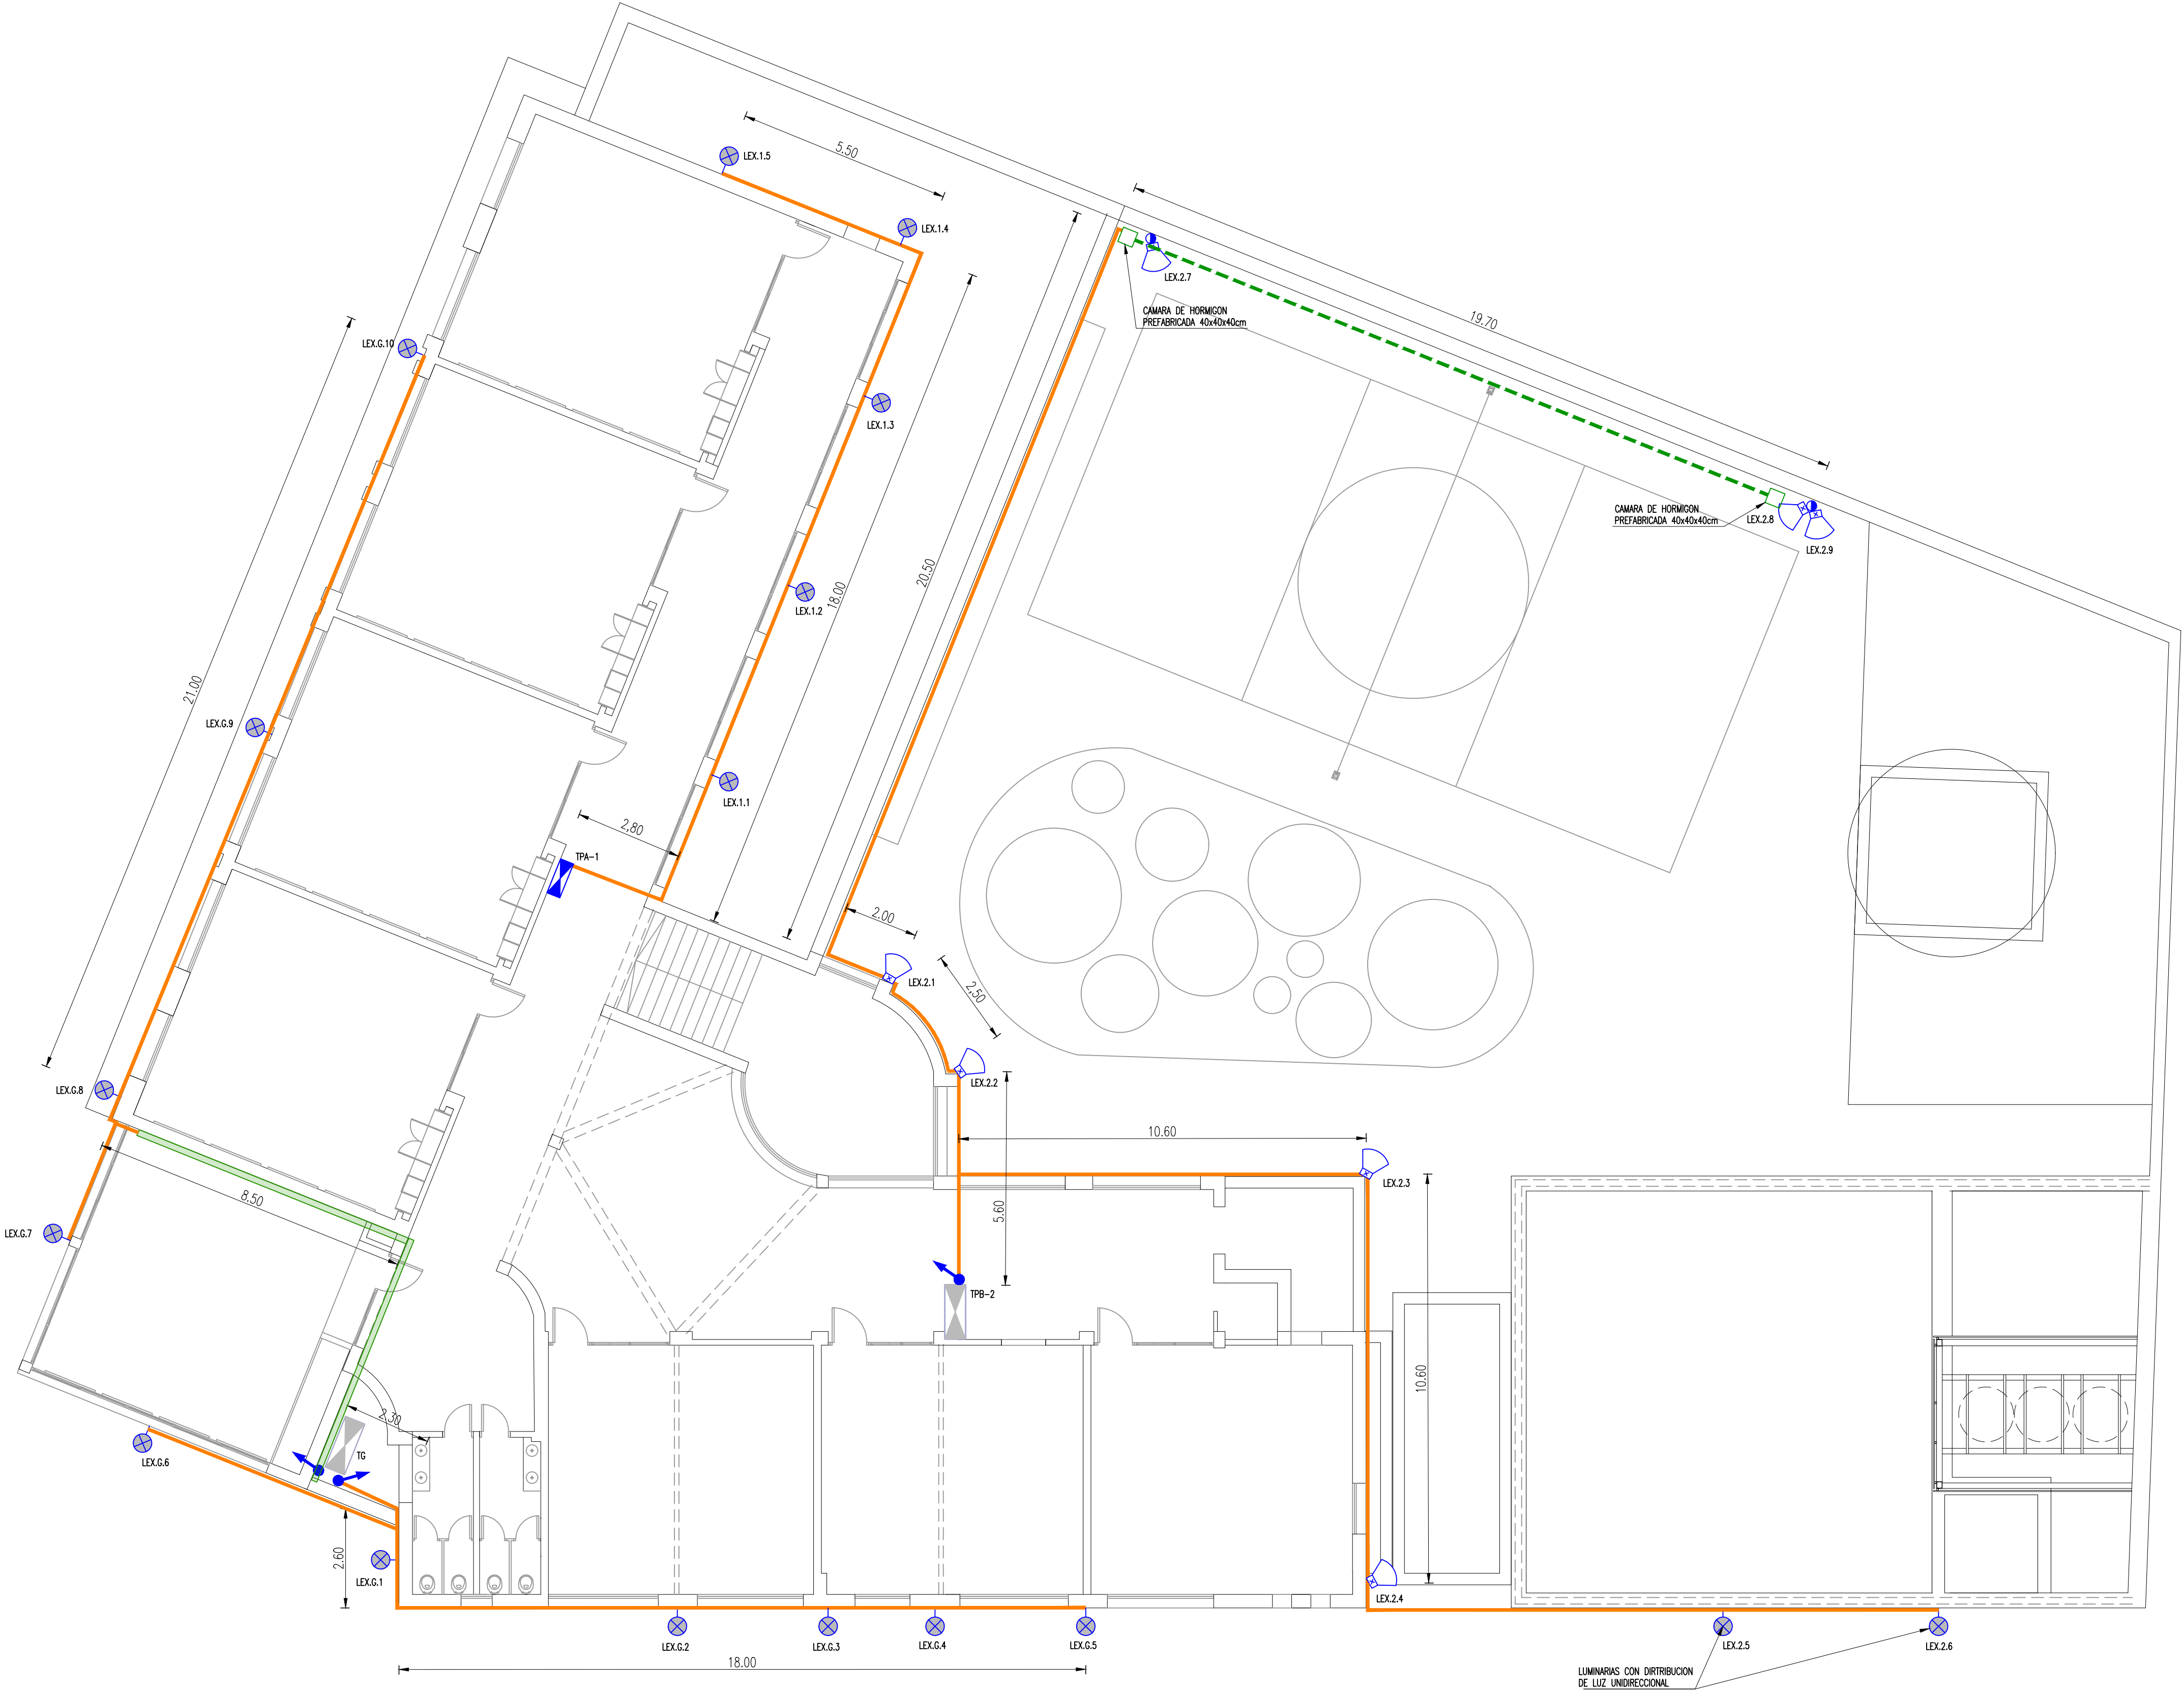 LEX.1.5
5.50
LEX.1.4
19.70
LEX.2.7
CAMARA DE HORMIGON
PREFABRICADA 40x40x40cm
LEX.G.10
LEX.1.3
CAMARA DE HORMIGON
PREFABRICADA 40x40x40cm
LEX.2.8
LEX.2.9
20.50
18.00
LEX.1.2
21.00
LEX.G.9
LEX.1.1
2,80
TPA-1
2.00
LEX.2.1
2,50
LEX.2.2
LEX.G.8
10.60
LEX.2.3
8.50
5.60
LEX.G.7
TPB-2
10.60
2,30
TG
LEX.G.6
2.60
LEX.G.1
LEX.2.4
LEX.G.2
LEX.G.3
LEX.G.4
LEX.G.5
LEX.2.5
LEX.2.6
18.00
LUMINARIAS CON DIRTRIBUCION
DE LUZ UNIDIRECCIONAL